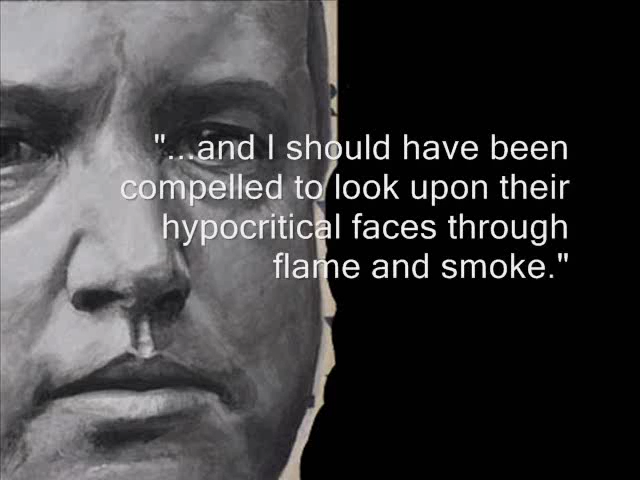 "...and I should have been
compelled to look upon their
hypocritical faces through
flame and smoke."